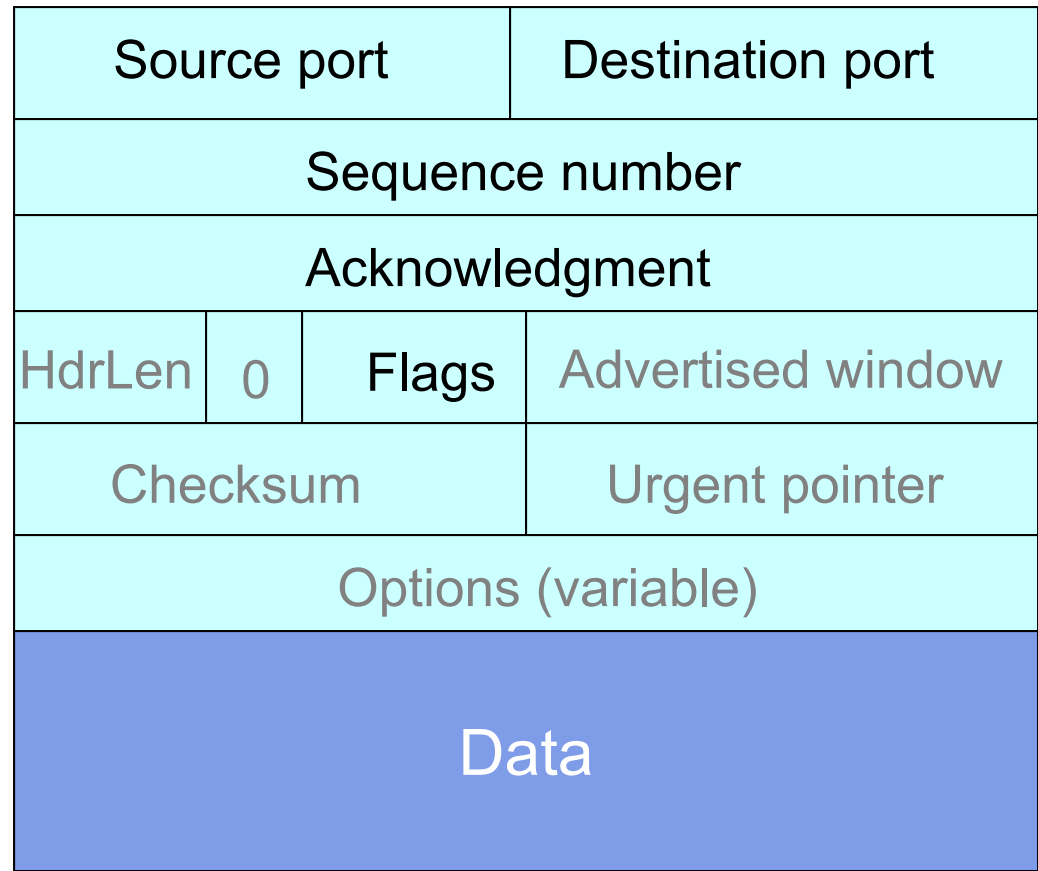 Source port Destination port
Sequence number
Acknowledgment
HdrLen 0 Flags Advertised window
Checksum Urgent pointer
Options (variable)
Data